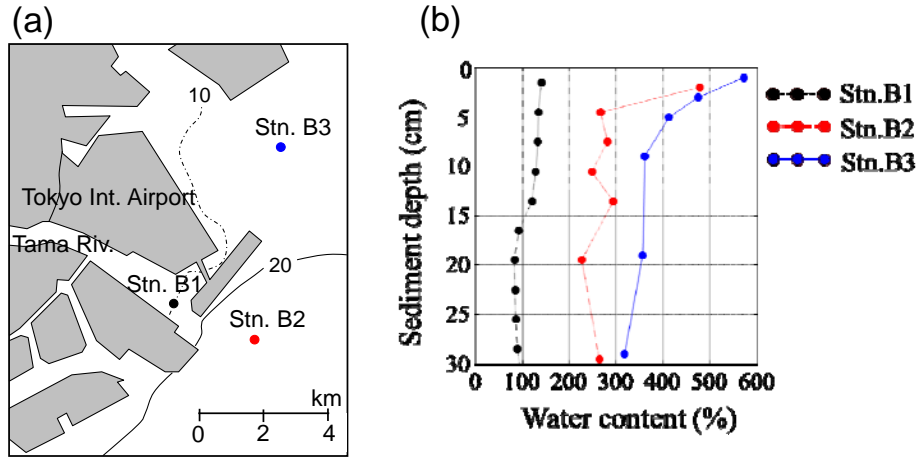 (a)
10
Stn. B3
Tokyo Int. Airport
Tama Riv.
20
Stn. B1
Stn. B2
km
0 2 4
(b)
0
5
10
15
20
25
30
Sediment depth (cm)
0 100 200 300 400 500 600
Water content (%)
Stn.B1
Stn.B2
Stn.B3